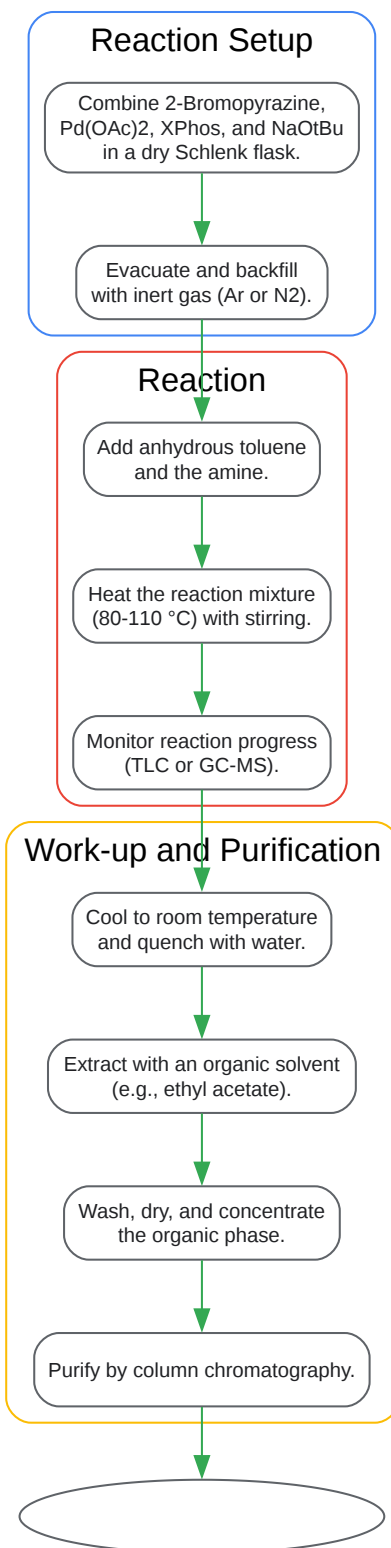 Reaction Setup
Combine 2-Bromopyrazine,
Pd(OAc)2, XPhos, and NaOtBu
in a dry Schlenk flask.
Evacuate and backfill
with inert gas (Ar or N2).
Reaction
Add anhydrous toluene
and the amine.
Heat the reaction mixture
(80-110 °C) with stirring.
Monitor reaction progress
(TLC or GC-MS).
Work-up and Purification
Cool to room temperature
and quench with water.
Extract with an organic solvent
(e.g., ethyl acetate).
Wash, dry, and concentrate
the organic phase.
Purify by column chromatography.